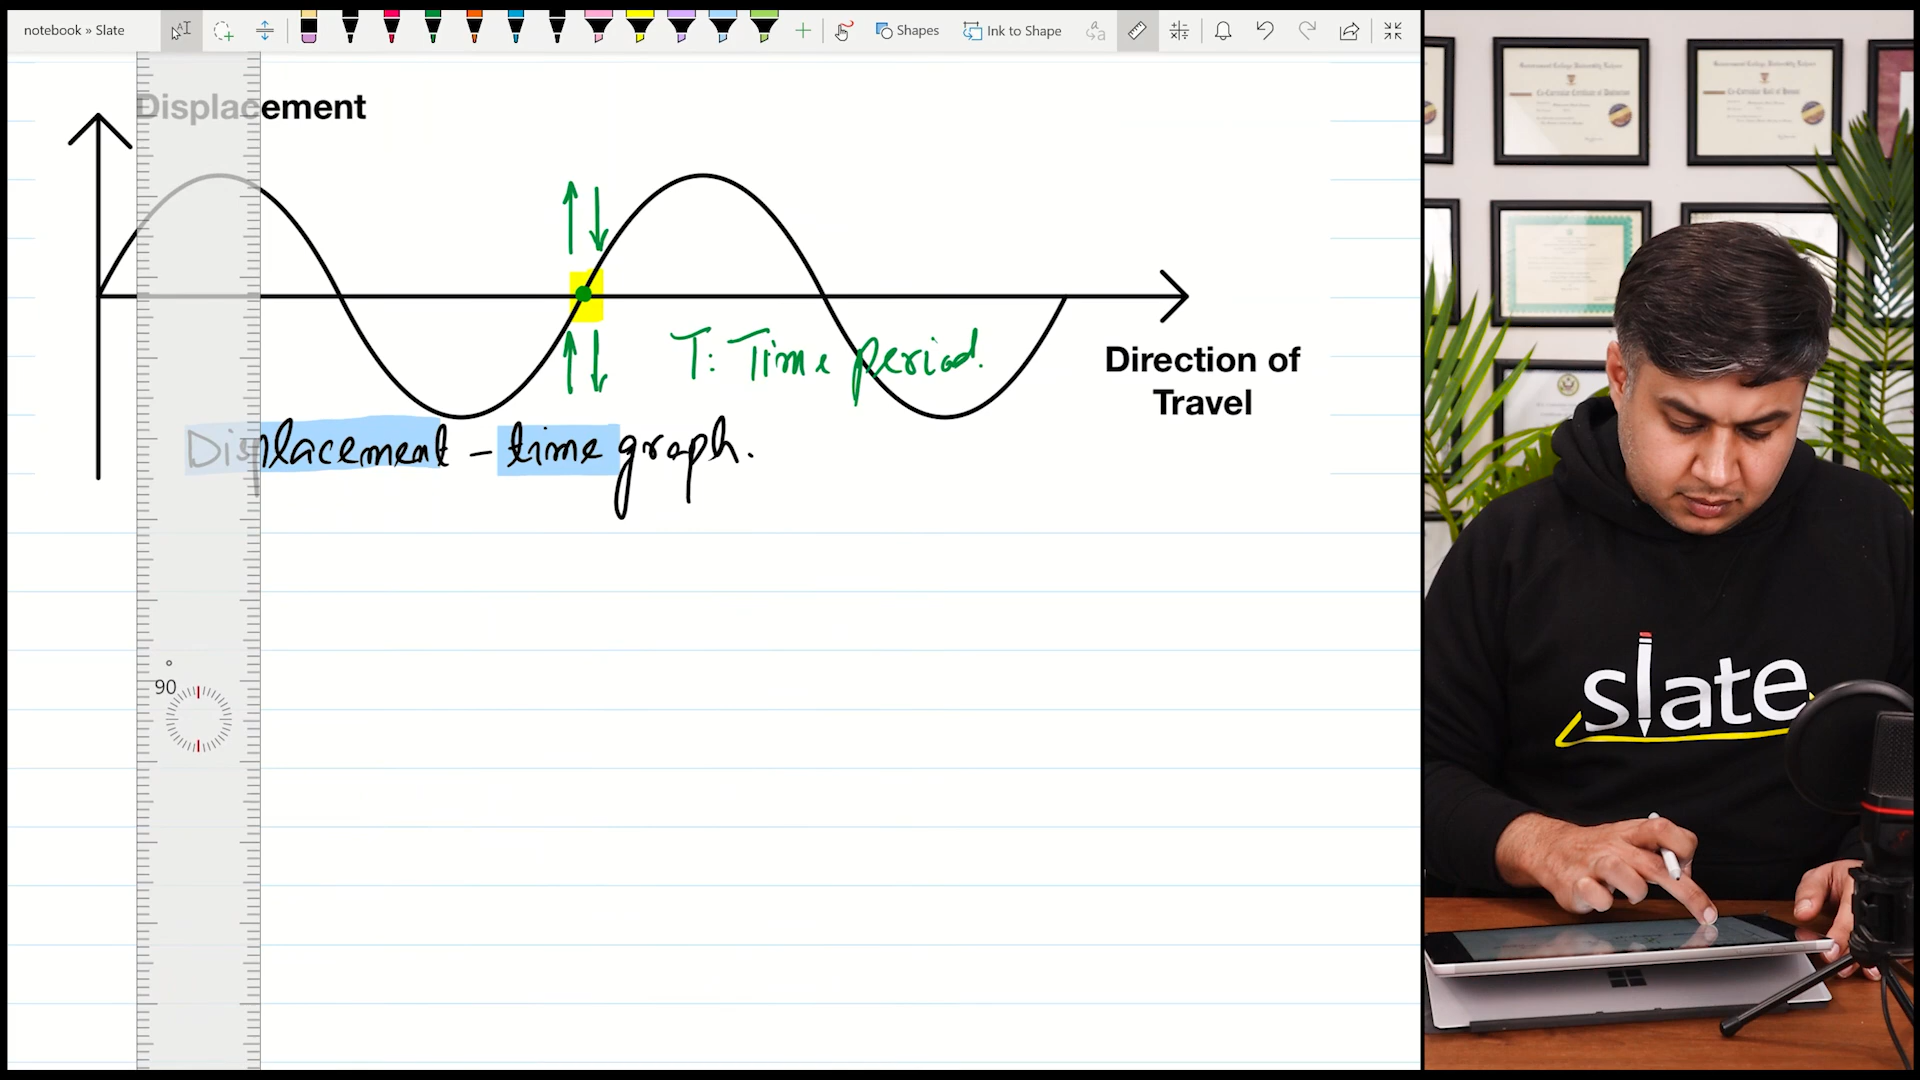 notebook » Slate
Shapes
Ink to Shape
Displacement
T: Time period.
Direction of
Travel
Displacement – time graph.
90°
slate